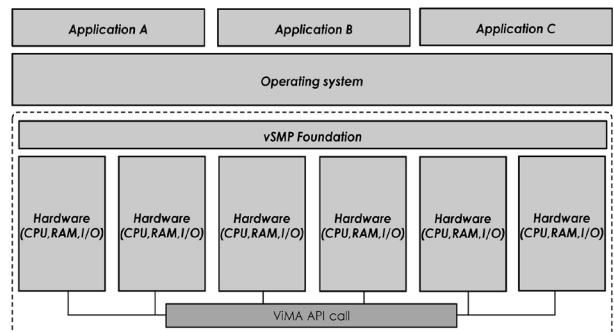 Application A
Application B
Application C
Operating system
vSMP Foundation
Hardware
(CPU,RAM,I/O)
Hardware
(CPU,RAM,I/O)
Hardware
(CPU,RAM,I/O)
Hardware
(CPU,RAM,I/O)
Hardware
(CPU,RAM,I/O)
Hardware
(CPU,RAM,I/O)
ViMA API call